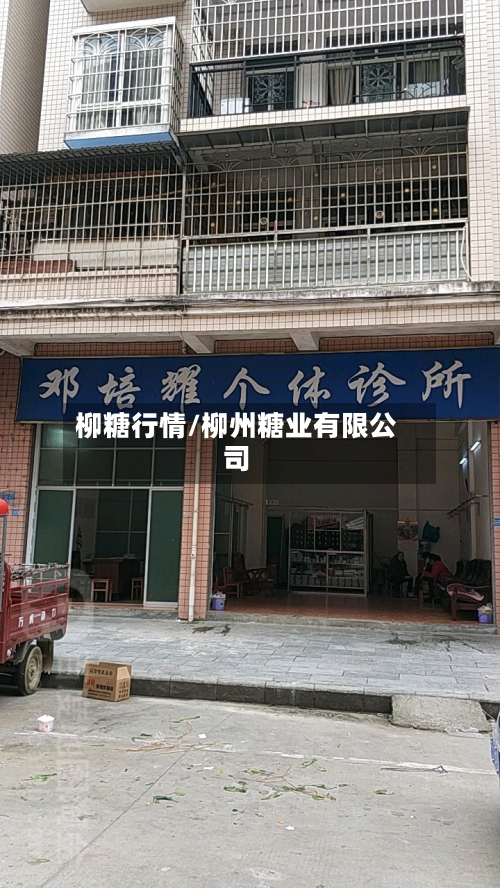 邓培耀个体诊所
柳糖行情/柳州糖业有限公
司